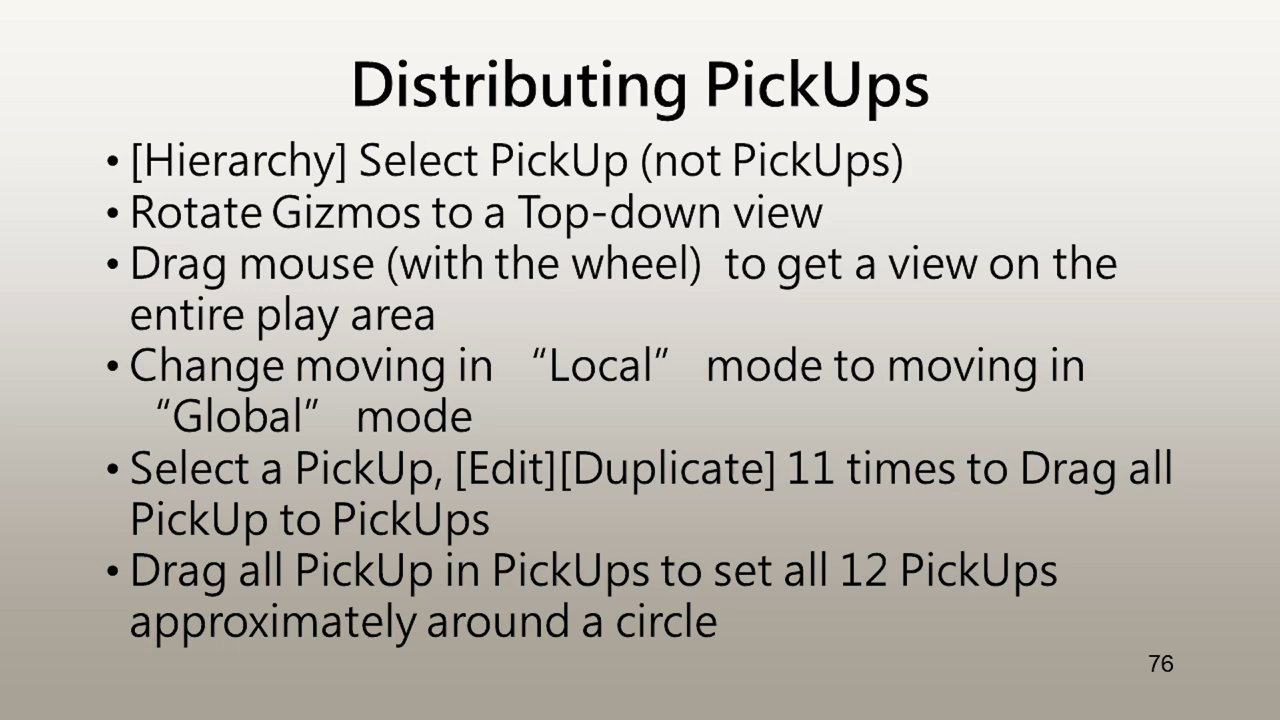 Distributing PickUps
• [Hierarchy] Select PickUp (not PickUps)
• Rotate Gizmos to a Top-down view
• Drag mouse (with the wheel)  to get a view on the
entire play area
• Change moving in “Local” mode to moving in
“Global” mode
• Select a PickUp, [Edit][Duplicate] 11 times to Drag all
PickUp to PickUps
• Drag all PickUp in PickUps to set all 12 PickUps
approximately around a circle
76